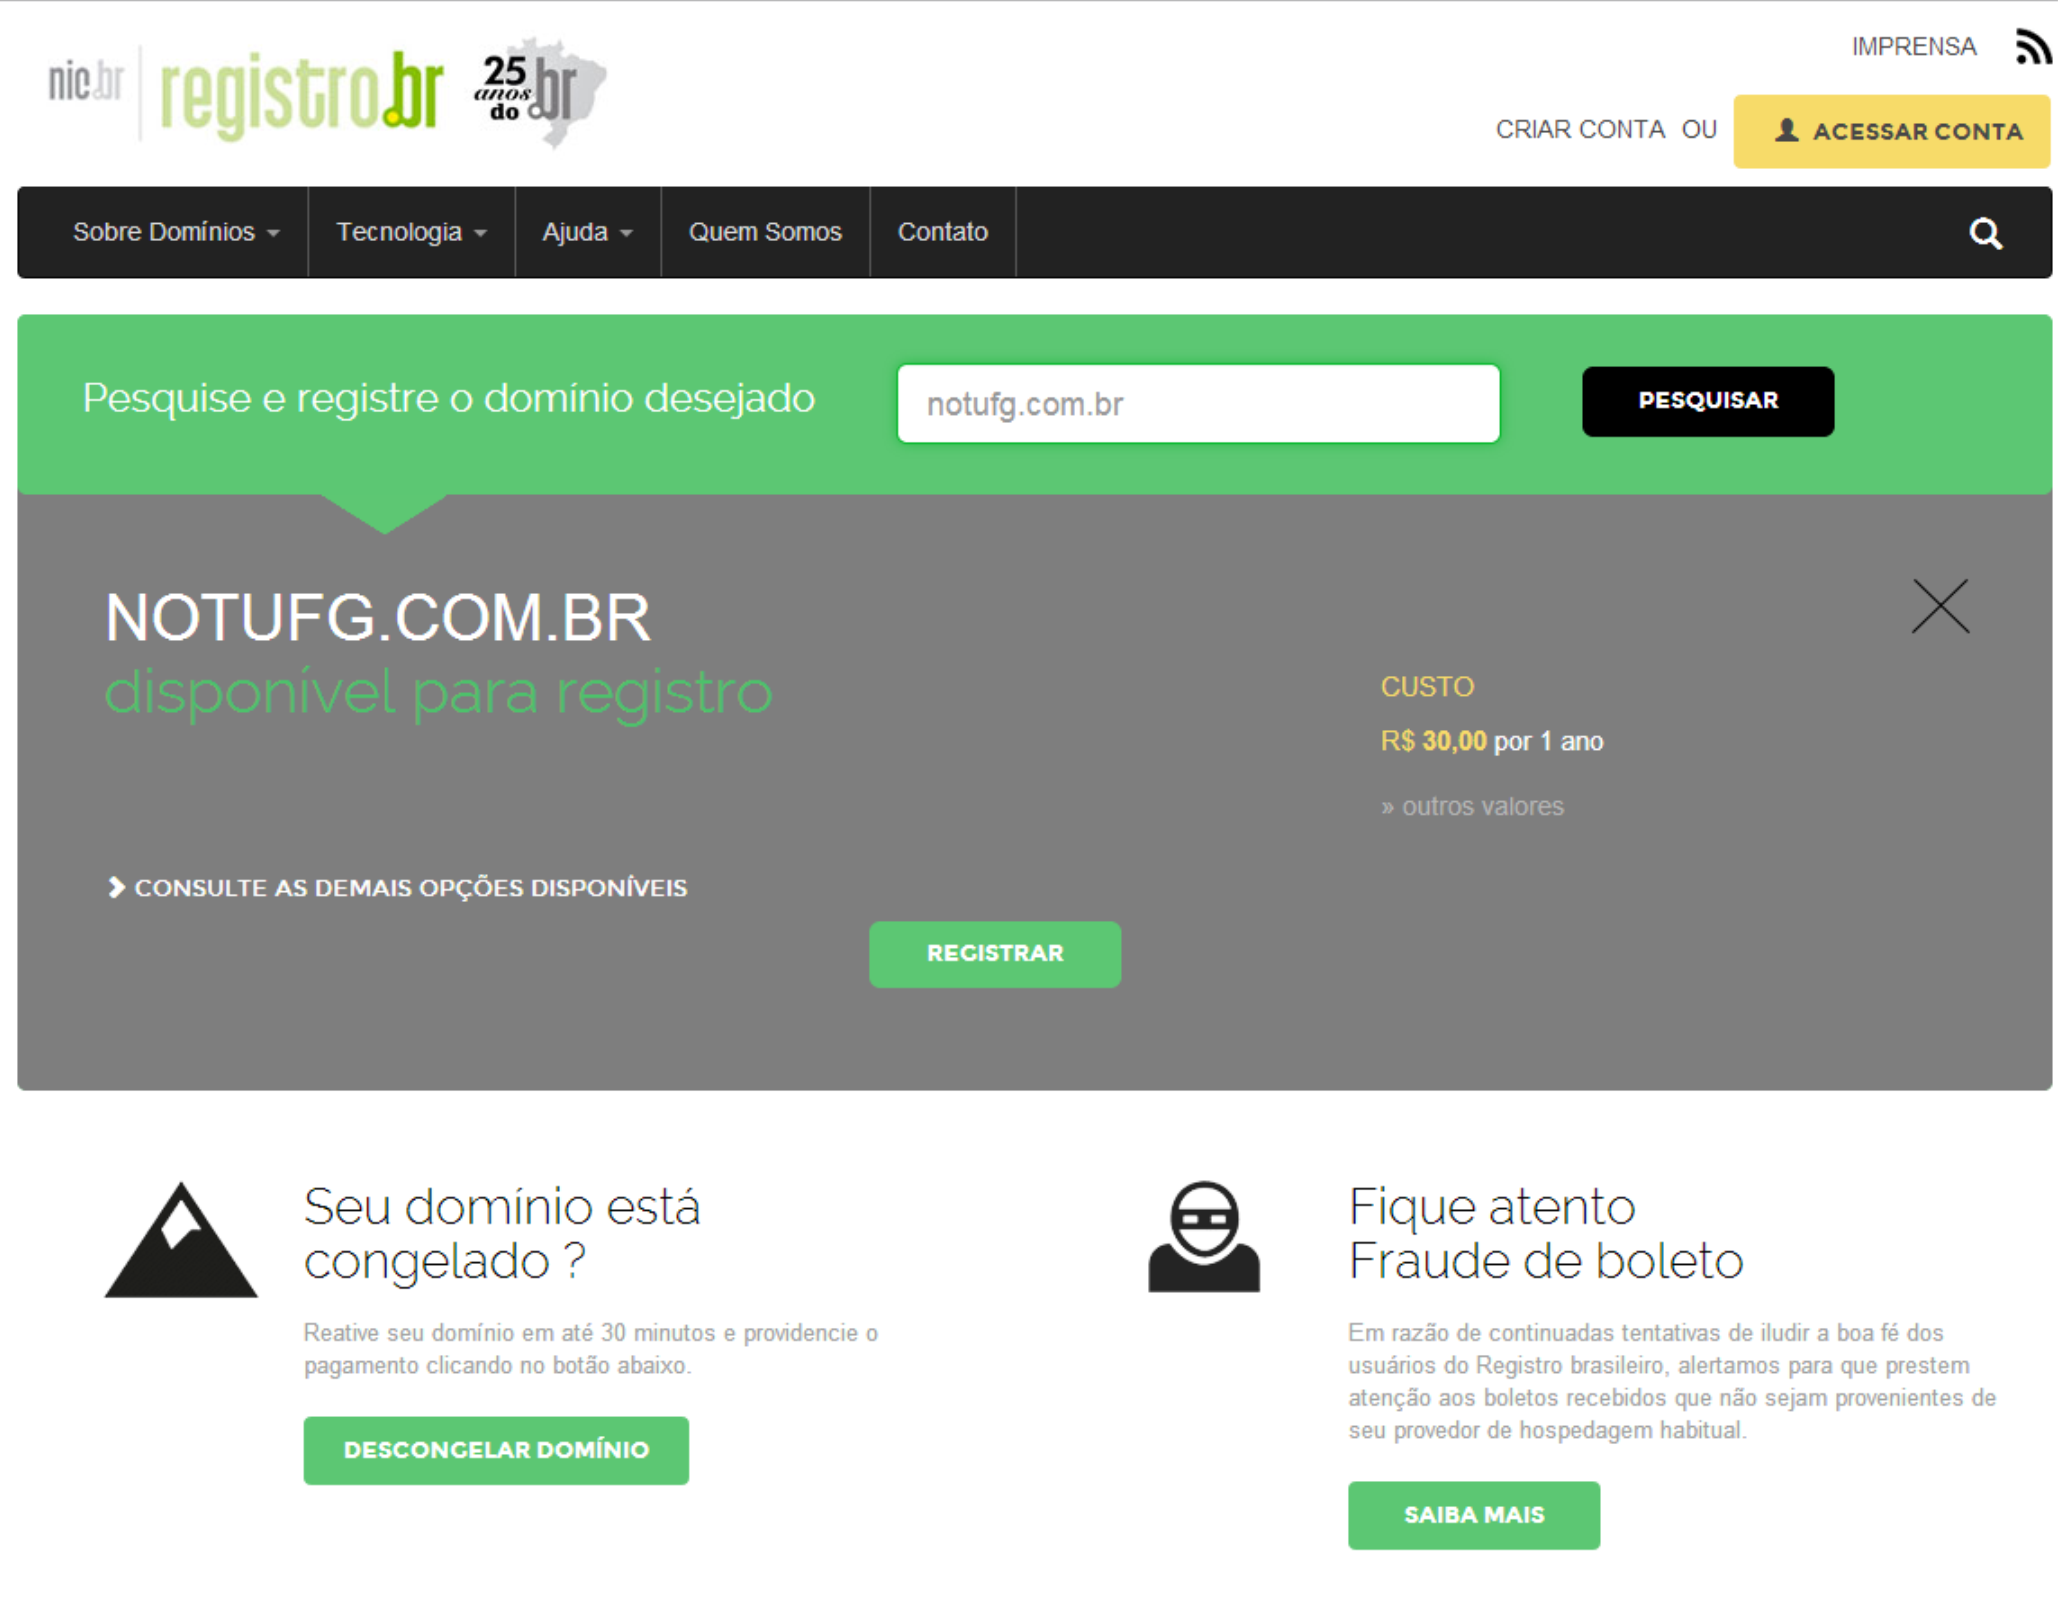 nic.br registro.br 25 anos do .br
IMPRENSA
CRIAR CONTA OU ACESSAR CONTA
Sobre Domínios Tecnologia Ajuda Quem Somos Contato
Pesquise e registre o domínio desejado notufg.com.br PESQUISAR
NOTUFG.COM.BR
disponível para registro
CUSTO
R$ 30,00 por 1 ano
» outros valores
CONSULTE AS DEMAIS OPÇÕES DISPONÍVEIS
REGISTRAR
Seu domínio está
congelado ?
Reative seu domínio em até 30 minutos e providencie o
pagamento clicando no botão abaixo.
DESCONGELAR DOMÍNIO
Fique atento
Fraude de boleto
Em razão de continuadas tentativas de iludir a boa fé dos
usuários do Registro brasileiro, alertamos para que prestem
atenção aos boletos recebidos que não sejam provenientes de
seu provedor de hospedagem habitual.
SAIBA MAIS